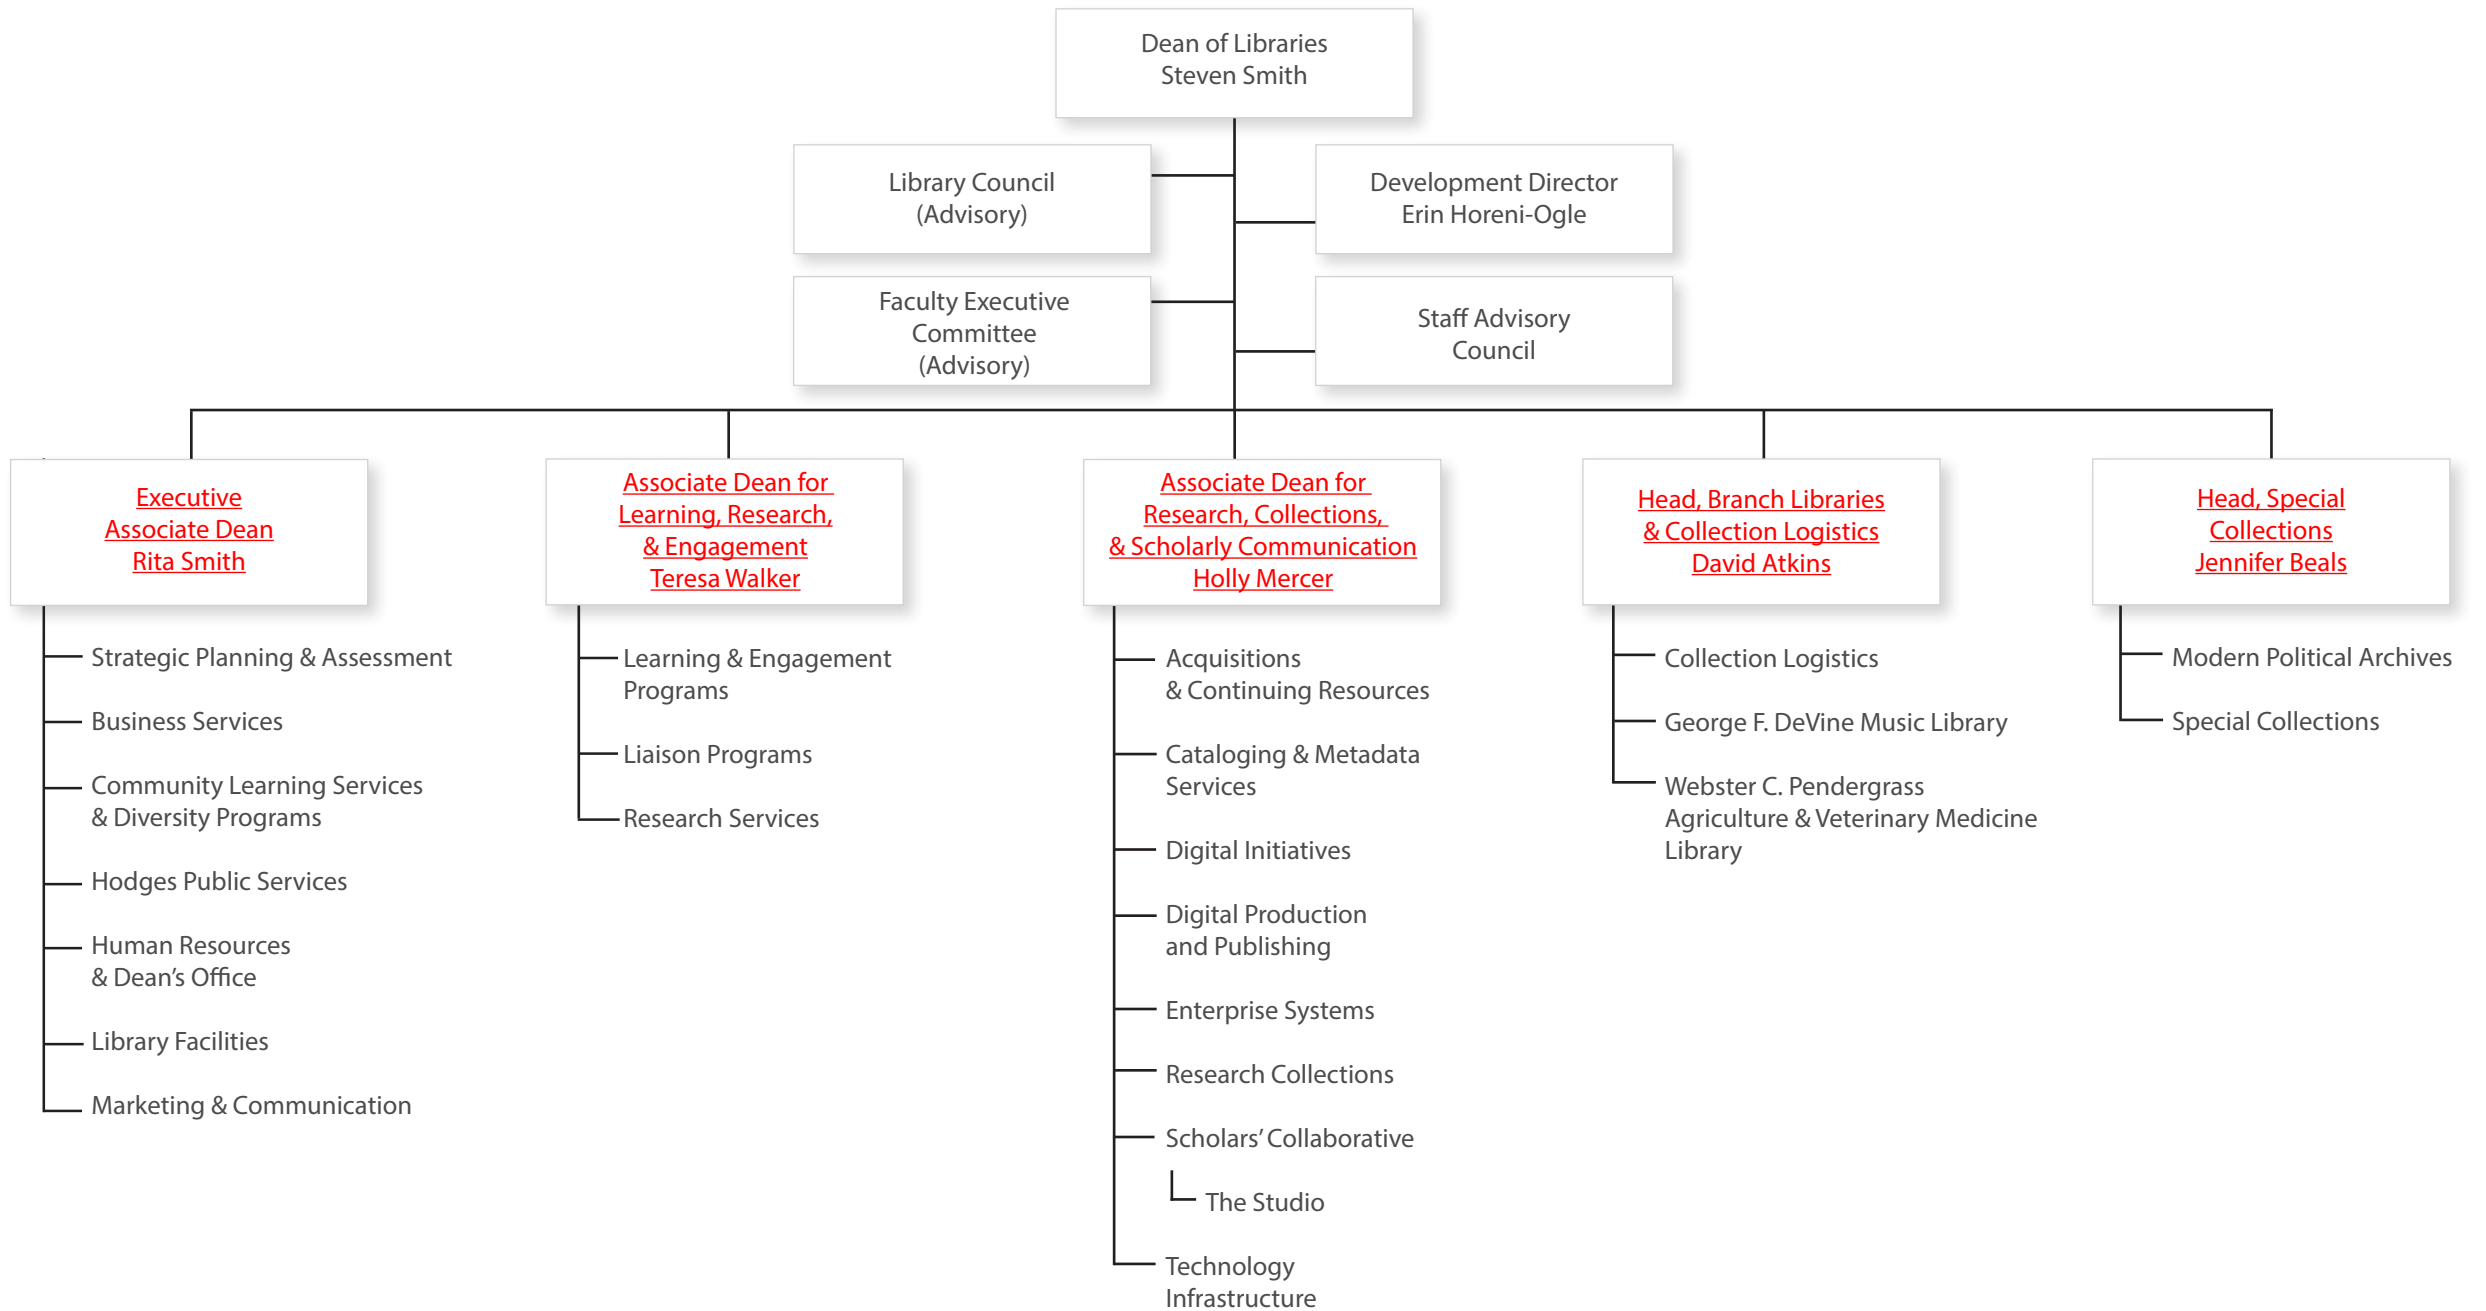 Dean of Libraries
Steven Smith
Library Council
(Advisory)
Development Director
Erin Horeni-Ogle
Faculty Executive
Committee
(Advisory)
Staff Advisory
Council
Executive
Associate Dean
Rita Smith
Strategic Planning & Assessment
Business Services
Community Learning Services
& Diversity Programs
Hodges Public Services
Human Resources
& Dean’s Office
Library Facilities
Marketing & Communication
Associate Dean for
Learning, Research,
& Engagement
Teresa Walker
Learning & Engagement
Programs
Liaison Programs
Research Services
Associate Dean for
Research, Collections,
& Scholarly Communication
Holly Mercer
Acquisitions
& Continuing Resources
Cataloging & Metadata
Services
Digital Initiatives
Digital Production
and Publishing
Enterprise Systems
Research Collections
Scholars’ Collaborative
The Studio
Technology
Infrastructure
Head, Branch Libraries
& Collection Logistics
David Atkins
Collection Logistics
George F. DeVine Music Library
Webster C. Pendergrass
Agriculture & Veterinary Medicine
Library
Head, Special
Collections
Jennifer Beals
Modern Political Archives
Special Collections